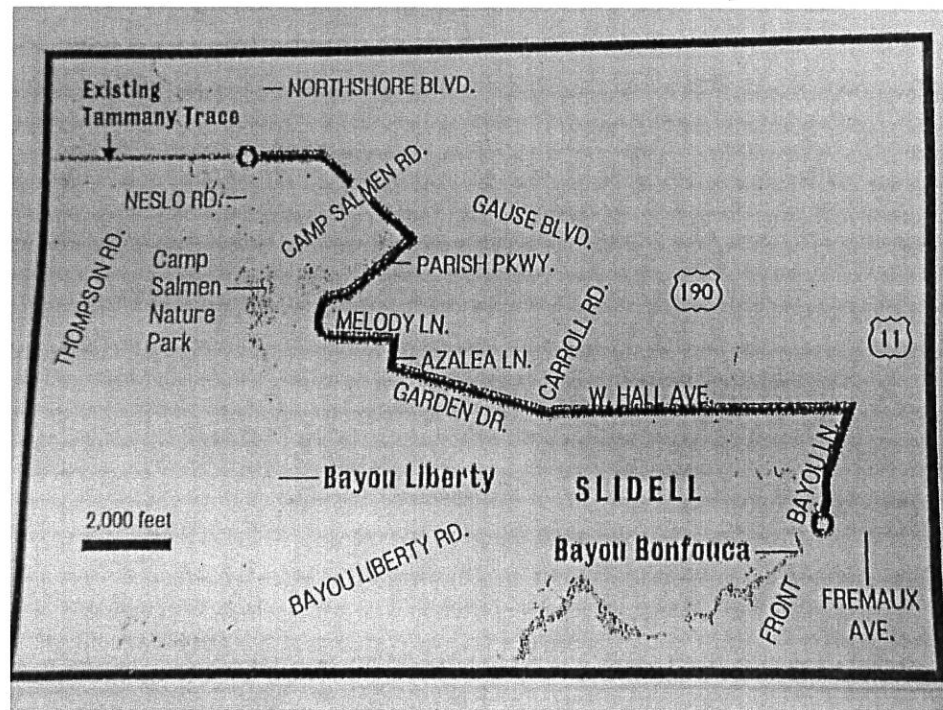 Existing
Tammany Trace
NORTHSHORE BLVD.
NESLO RD.
CAMP SALMEN RD.
GAUSE BLVD.
THOMPSON RD.
Camp
Salmen
Nature
Park
PARISH PKWY.
190
11
MELODY LN.
AZALEA LN.
CARROLL RD.
GARDEN DR.
W. HALL AVE.
BAYOU LN.
Bayou Liberty
SLIDELL
2,000 feet
BAYOU LIBERTY RD.
Bayou Bonfouca
FRONT
FREMAUX
AVE.